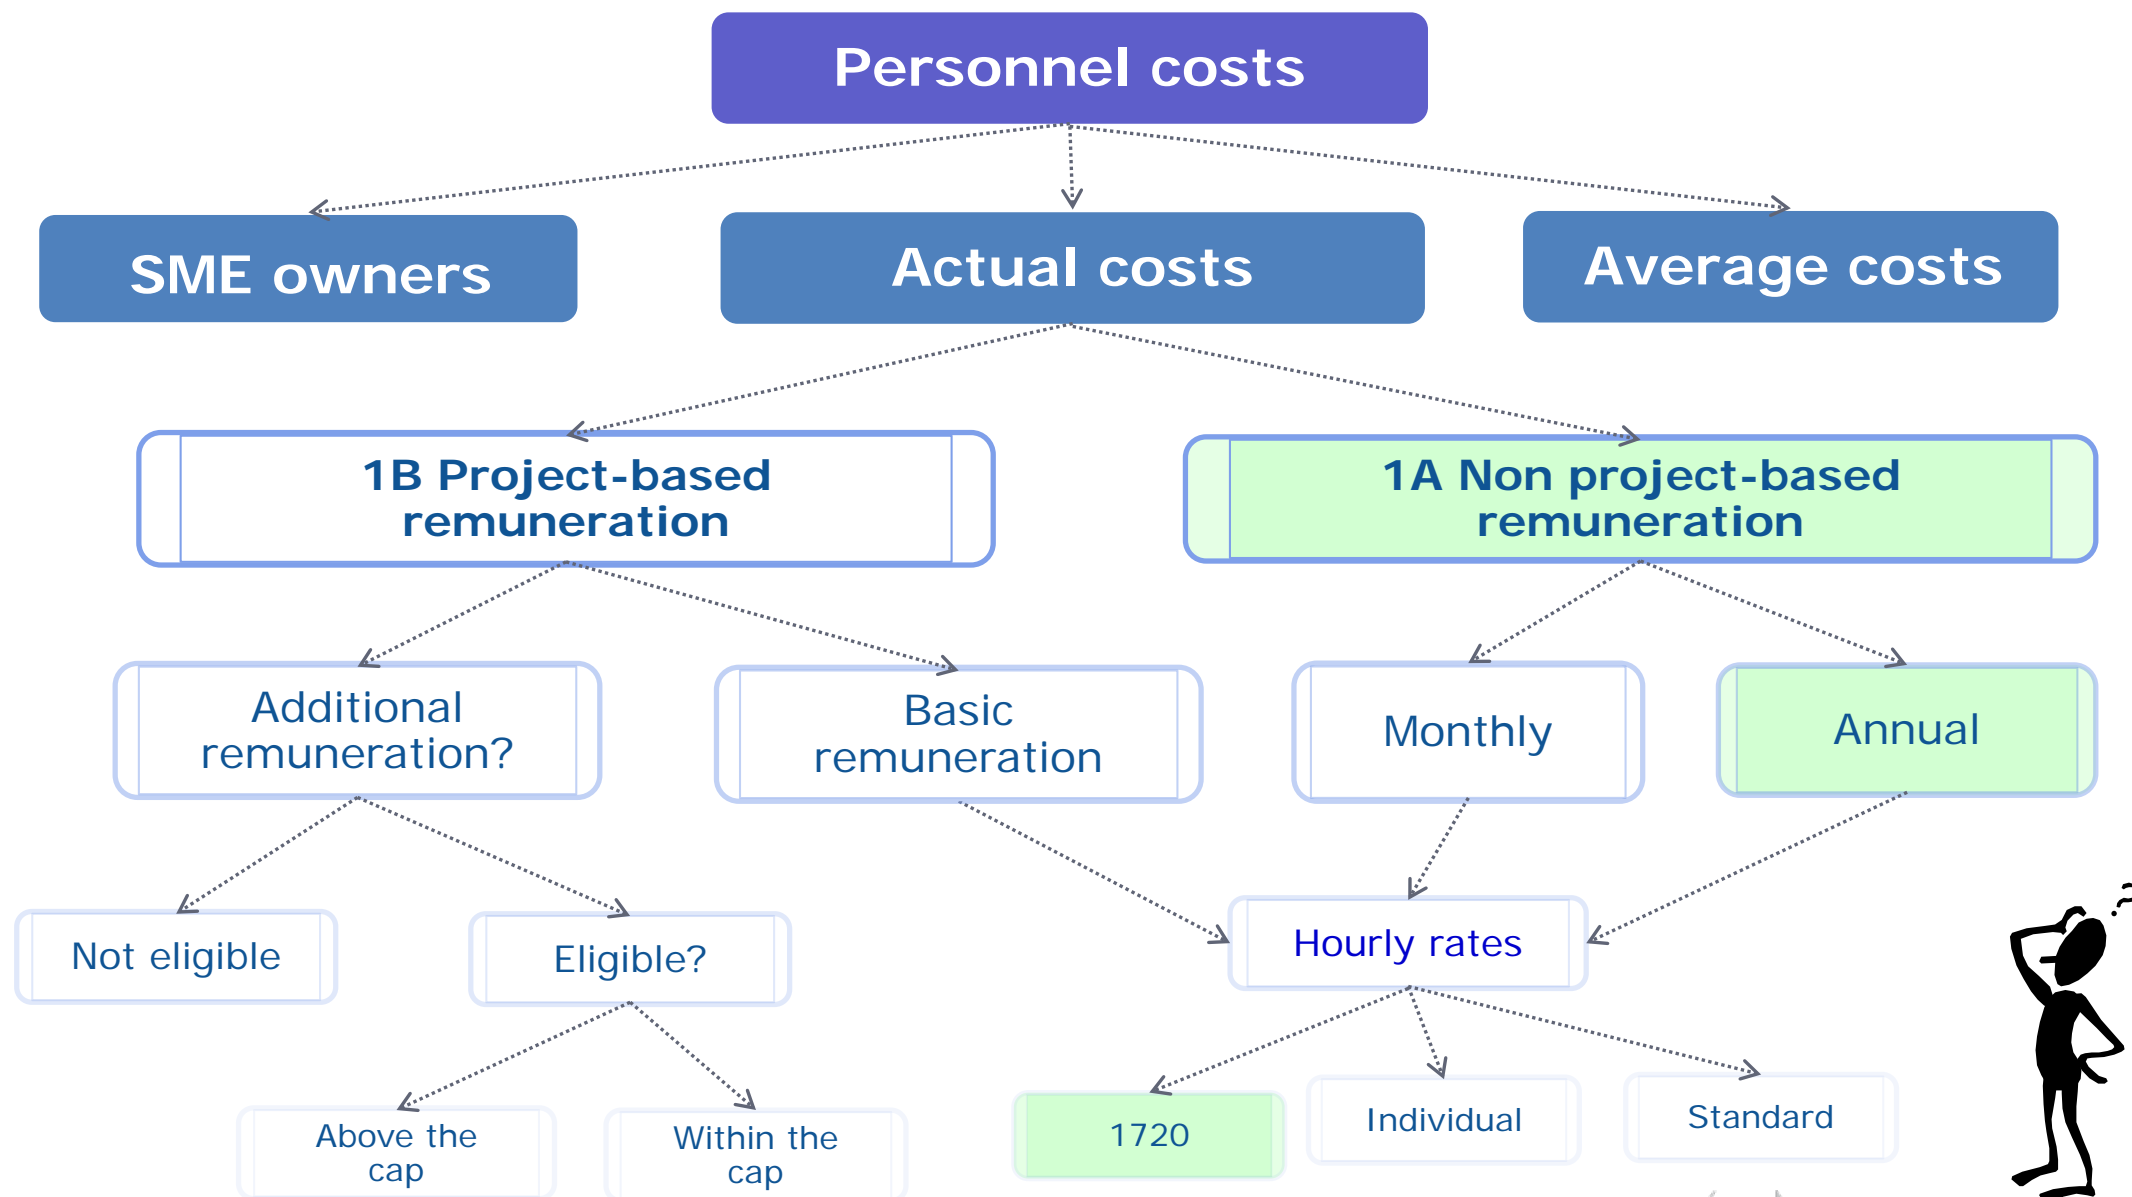 Personnel costs
SME owners
Actual costs
Average costs
1B Project-based
remuneration
1A Non project-based
remuneration
Additional
remuneration?
Basic
remuneration
Monthly
Annual
Not eligible
Eligible?
Hourly rates
Above the
cap
Within the
cap
1720
Individual
Standard